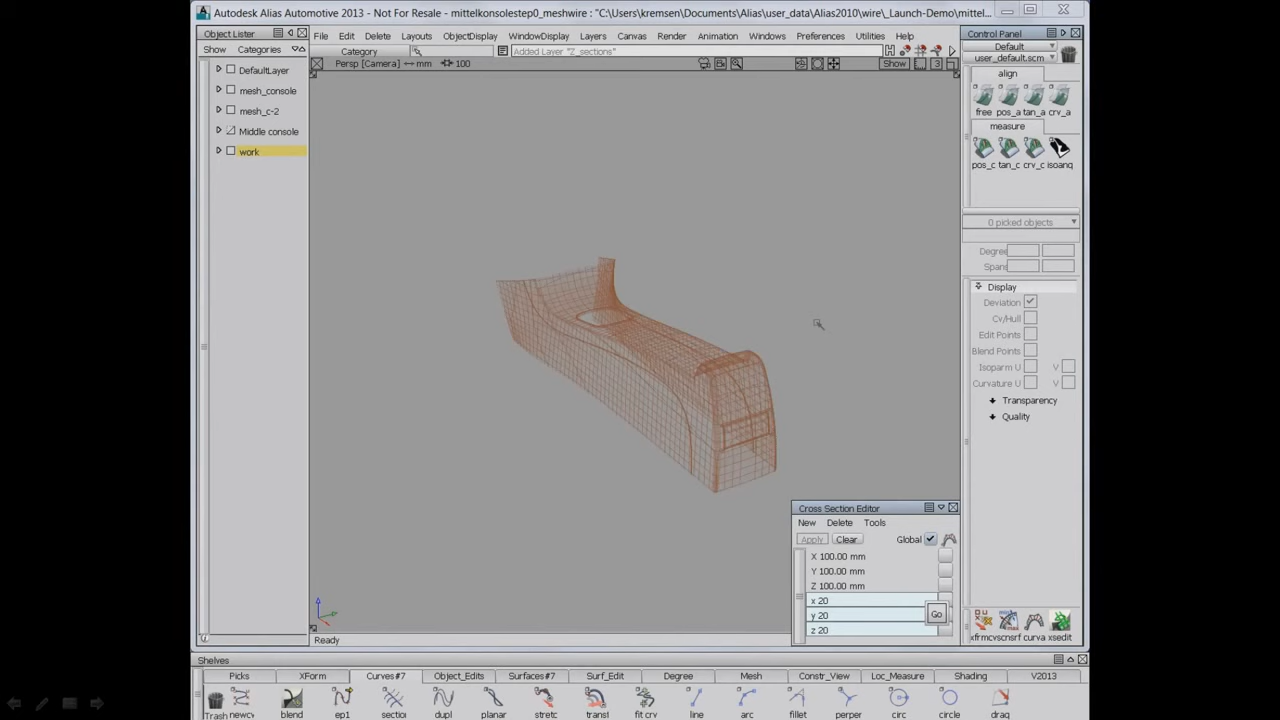 Autodesk Alias Automotive 2013 - Not For Resale - mittelkonsolestep0_meshwire : "C:\Users\kremsen\Documents\Alias\user_data\Alias2010\wire\_Launch-Demo\mittel...
Object Lister
Show Categories
DefaultLayer
mesh_console
mesh_c-2
Middle console
work
File Edit Delete Layouts ObjectDisplay WindowDisplay Layers Canvas Render Animation Windows Preferences Utilities Help
Category
Added Layer "Z_sections"
Persp [Camera] mm 100
Show 3
Control Panel
Default
user_default.scm
align
free pos_a tan_a crv_a
measure
pos_c tan_c crv_c isoang
0 picked objects
Degree
Spans
Display
Deviation
Cv/Hull
Edit Points
Blend Points
Isoparm U V
Curvature U V
Transparency
Quality
Cross Section Editor
New Delete Tools
Apply Clear Global
X 100.00 mm
Y 100.00 mm
Z 100.00 mm
x 20
y 20
z 20
Go
Ready
curva xsedit
Shelves
Picks XForm Curves#7 Object_Edits Surfaces#7 Surf_Edit Degree Mesh Constr_View Loc_Measure Shading V2013
Trash newcv blend ep1 section dupl planar stretc transf fit crv line arc fillet perper circ circle drag